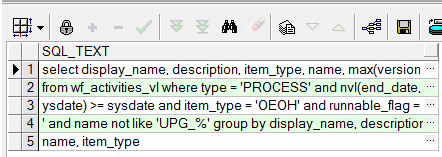 SQL_TEXT
1 select display_name, description, item_type, name, max(version ...
2 from wf_activities_vl where type = 'PROCESS' and nvl(end_date, ...
3 ysdate) >= sysdate and item_type = 'OEOH' and runnable_flag = ...
4 ' and name not like 'UPG_%' group by display_name, description ...
5 name, item_type ...